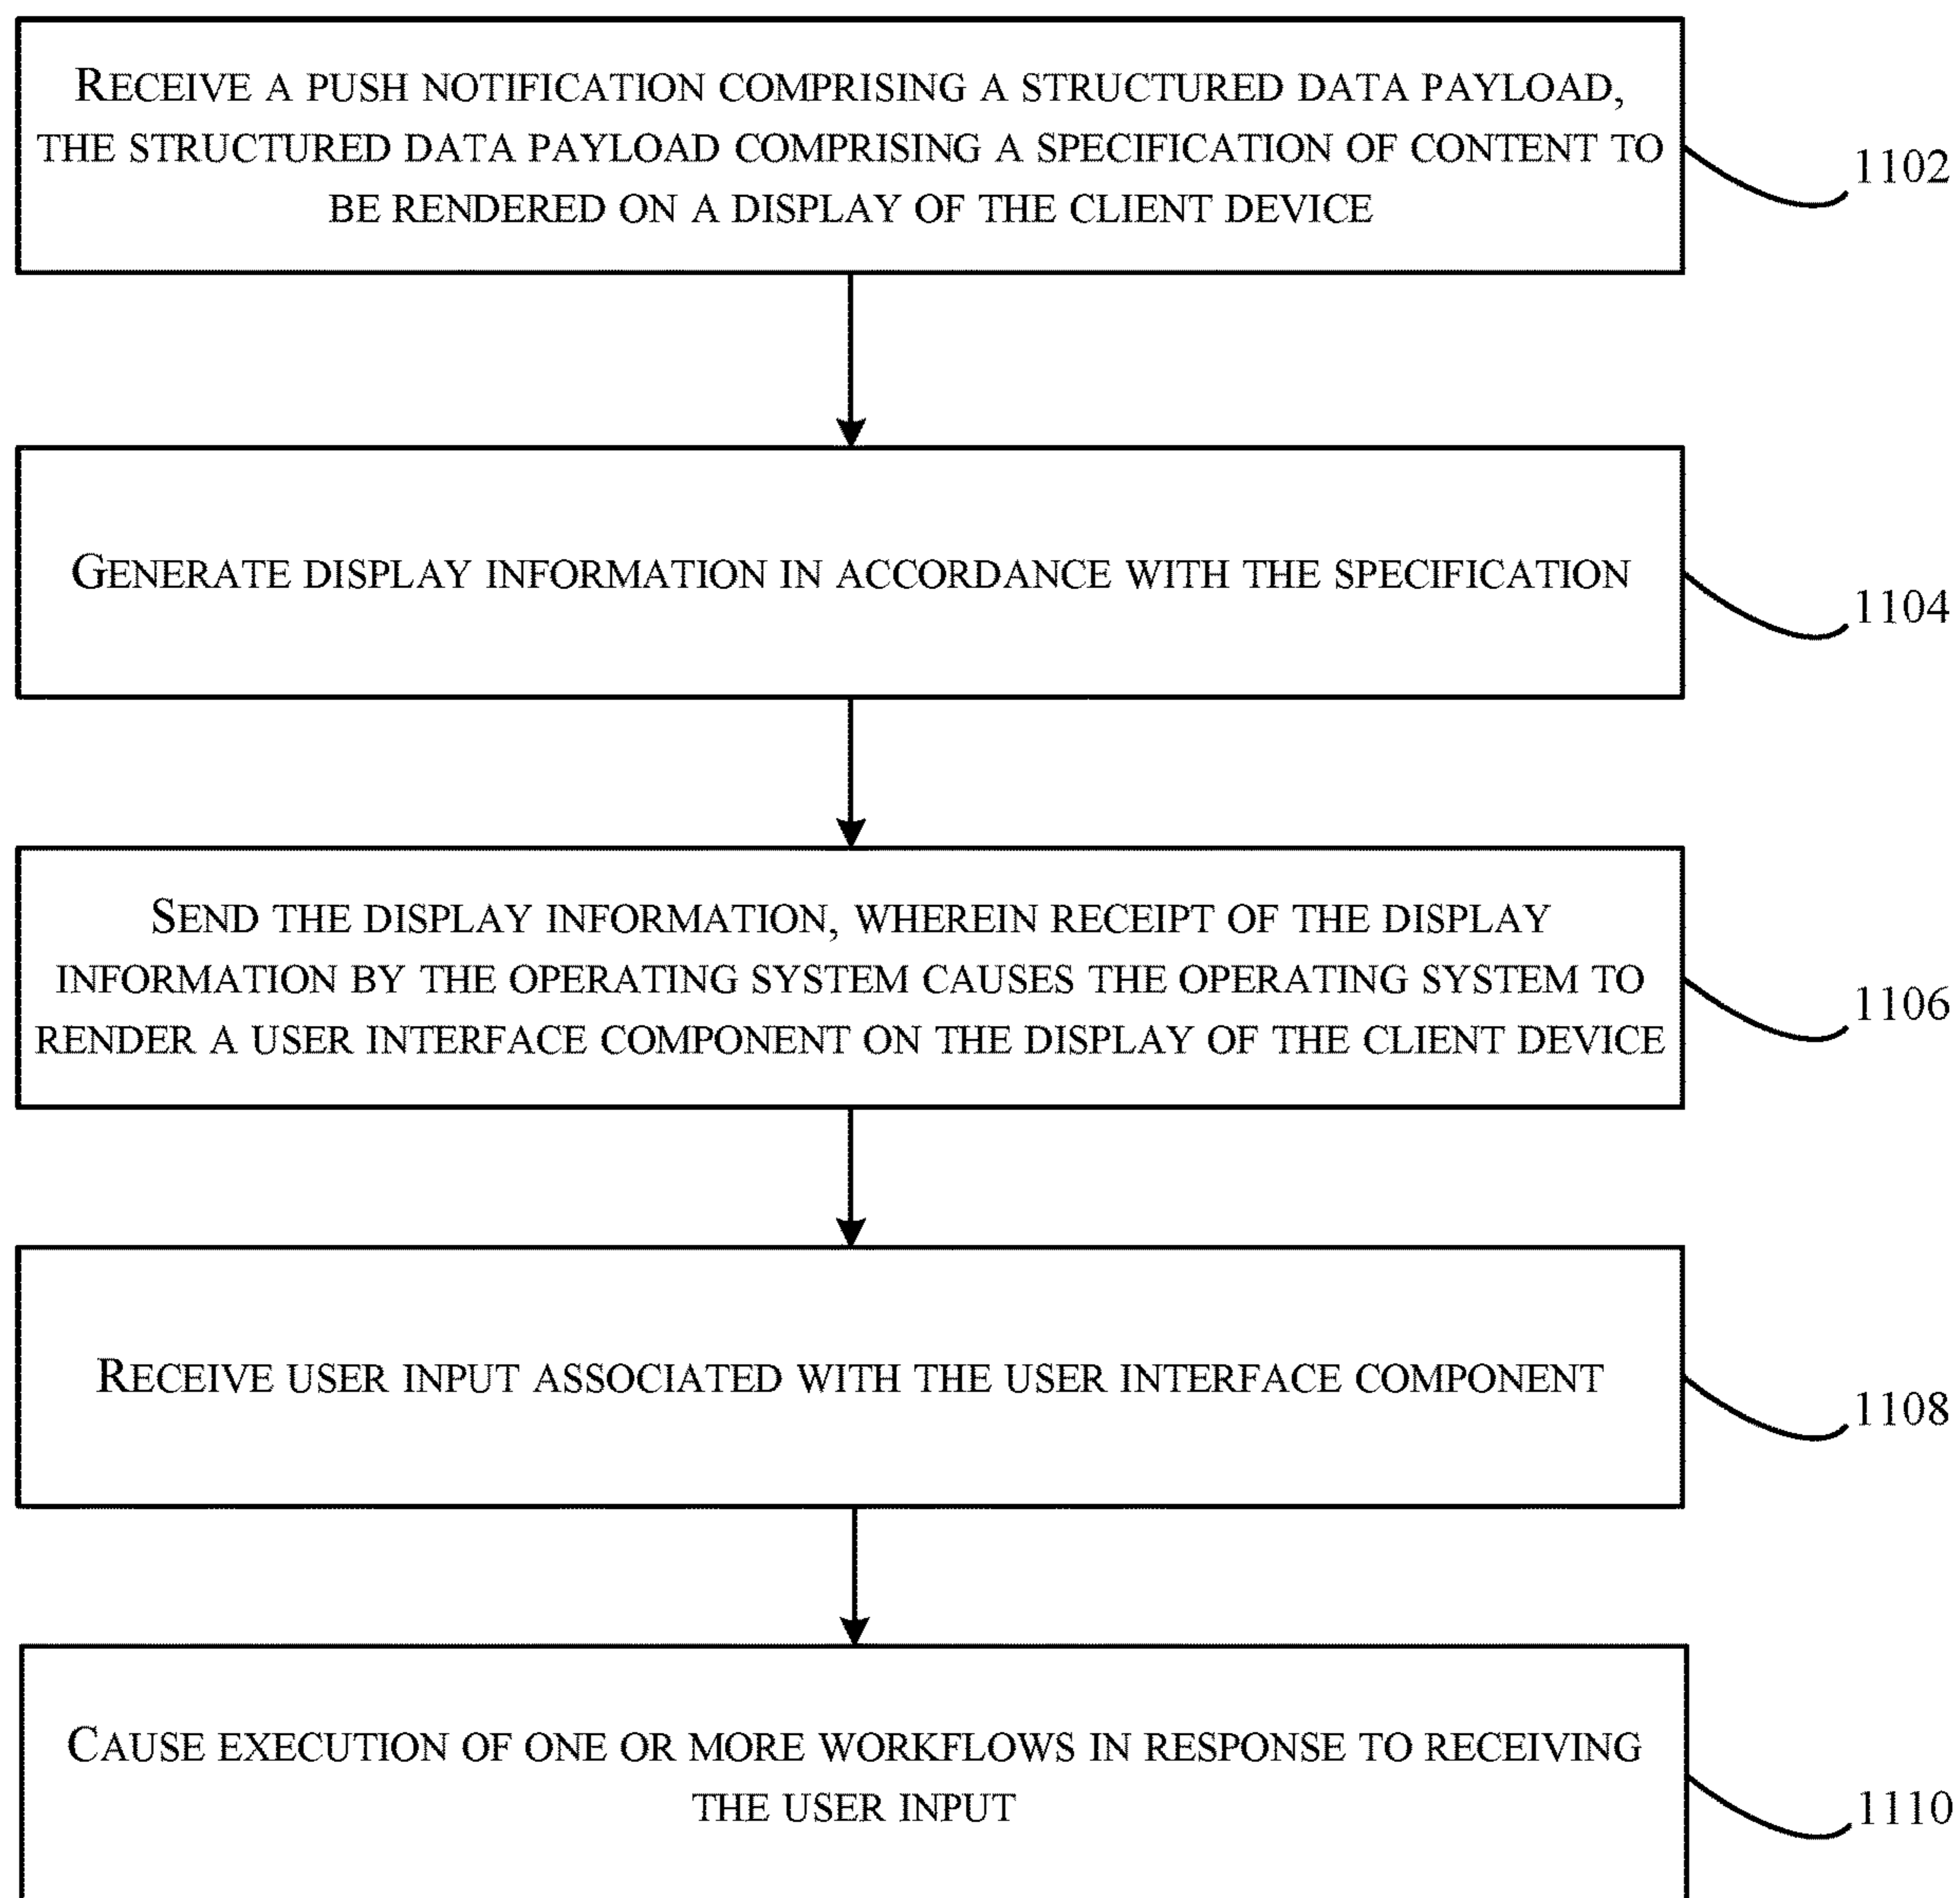 RECEIVE A PUSH NOTIFICATION COMPRISING A STRUCTURED DATA PAYLOAD,
THE STRUCTURED DATA PAYLOAD COMPRISING A SPECIFICATION OF CONTENT TO
BE RENDERED ON A DISPLAY OF THE CLIENT DEVICE
1102
GENERATE DISPLAY INFORMATION IN ACCORDANCE WITH THE SPECIFICATION
1104
SEND THE DISPLAY INFORMATION, WHEREIN RECEIPT OF THE DISPLAY
INFORMATION BY THE OPERATING SYSTEM CAUSES THE OPERATING SYSTEM TO
RENDER A USER INTERFACE COMPONENT ON THE DISPLAY OF THE CLIENT DEVICE
1106
RECEIVE USER INPUT ASSOCIATED WITH THE USER INTERFACE COMPONENT
1108
CAUSE EXECUTION OF ONE OR MORE WORKFLOWS IN RESPONSE TO RECEIVING
THE USER INPUT
1110